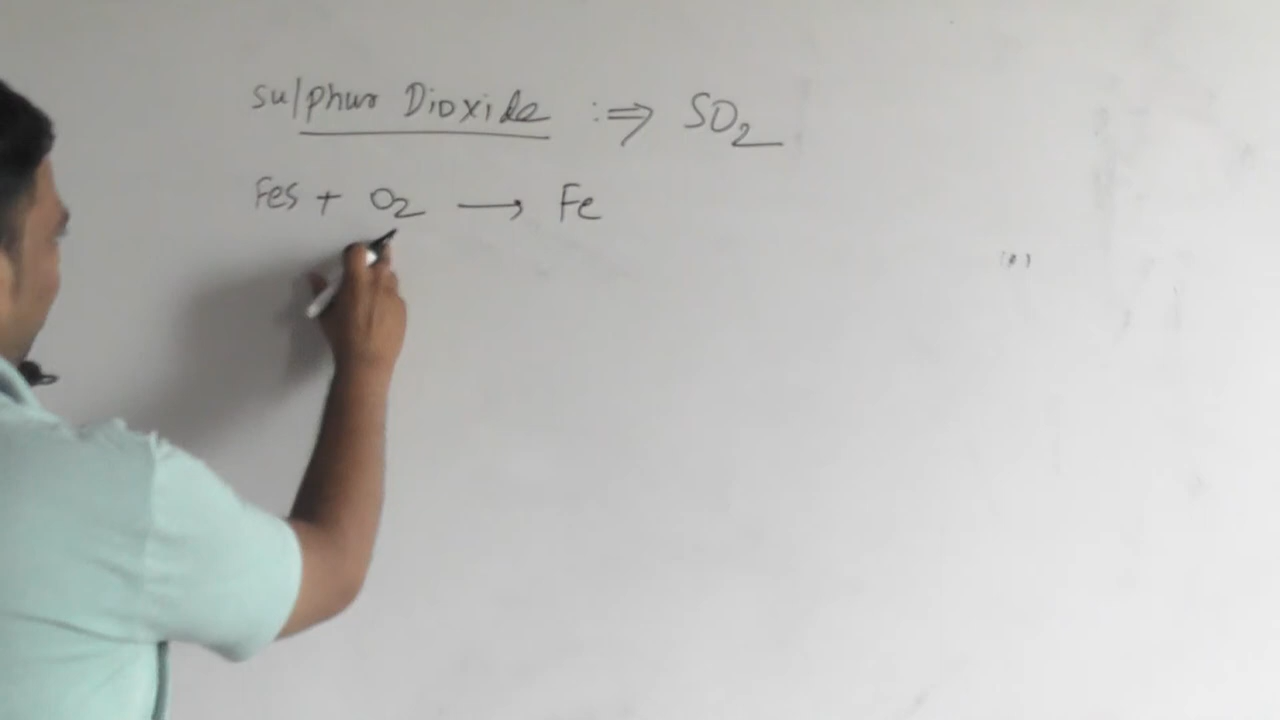 Sulphur Dioxide :⇒ SO₂
FeS + O₂ → Fe